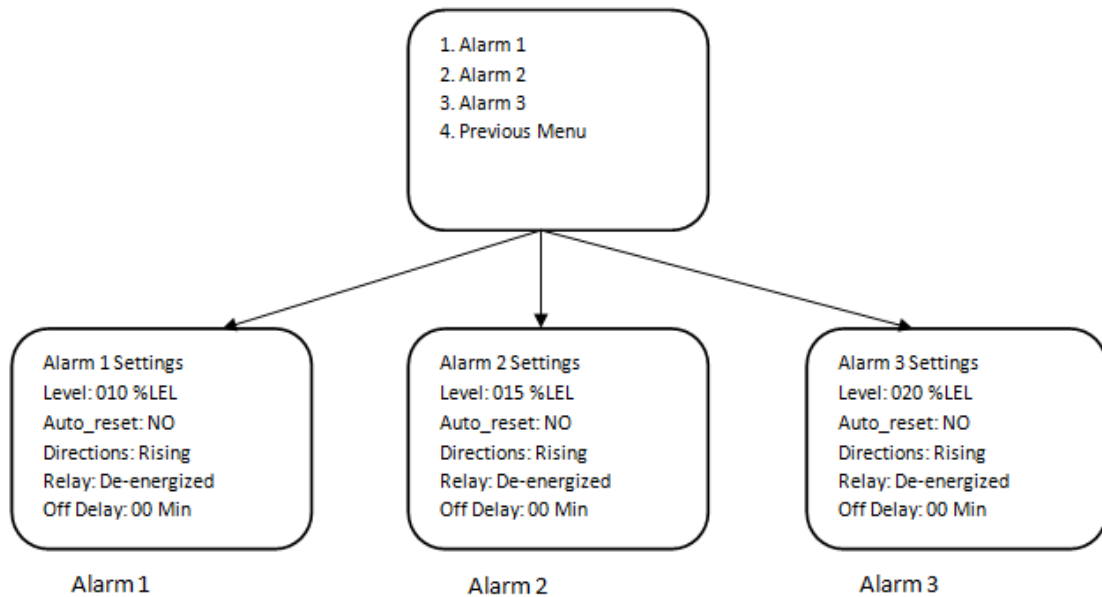 1. Alarm 1
2. Alarm 2
3. Alarm 3
4. Previous Menu
Alarm 1 Settings
Level: 010 %LEL
Auto_reset: NO
Directions: Rising
Relay: De-energized
Off Delay: 00 Min
Alarm 1
Alarm 2 Settings
Level: 015 %LEL
Auto_reset: NO
Directions: Rising
Relay: De-energized
Off Delay: 00 Min
Alarm 2
Alarm 3 Settings
Level: 020 %LEL
Auto_reset: NO
Directions: Rising
Relay: De-energized
Off Delay: 00 Min
Alarm 3